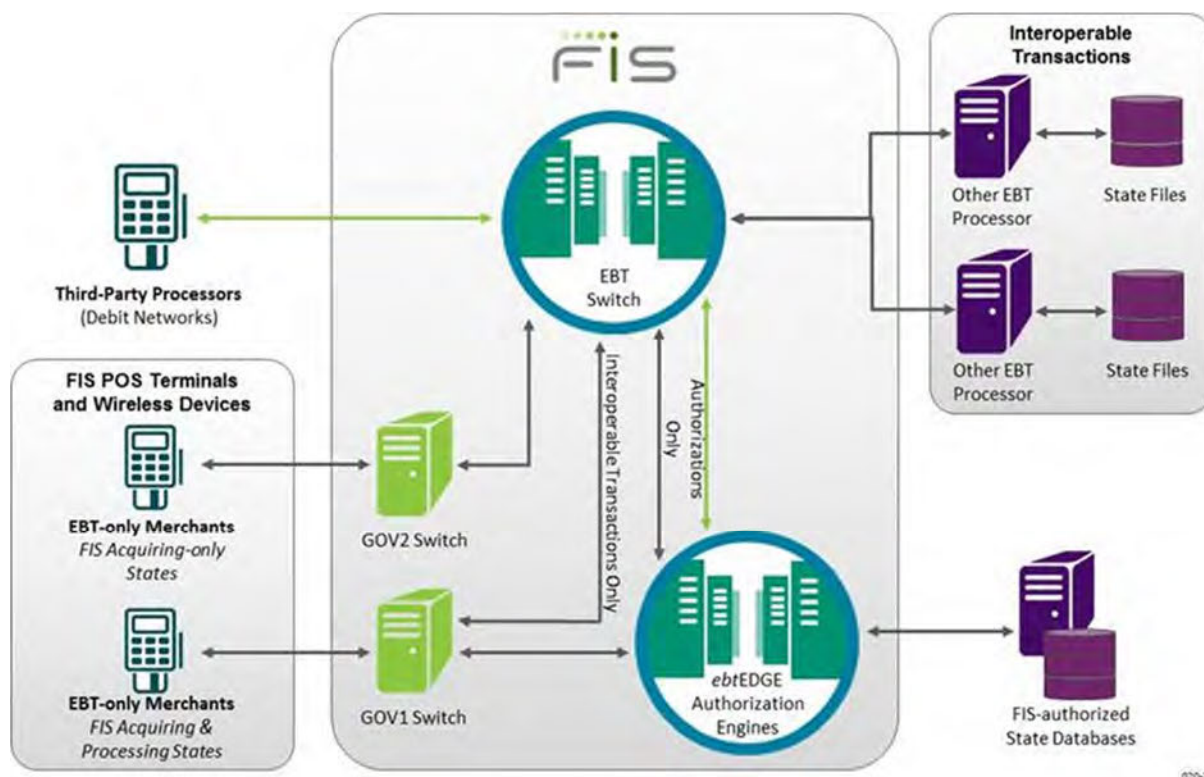 FIS
Interoperable
Transactions
Other EBT
Processor
State Files
EBT
Switch
Third-Party Processors
(Debit Networks)
Other EBT
Processor
State Files
FIS POS Terminals
and Wireless Devices
Interoperable Transactions Only
Only
Authorizations
EBT-only Merchants
FIS Acquiring-only
States
GOV2 Switch
EBT-only Merchants
FIS Acquiring &
Processing States
GOV1 Switch
ebtEDGE
Authorization
Engines
FIS-authorized
State Databases